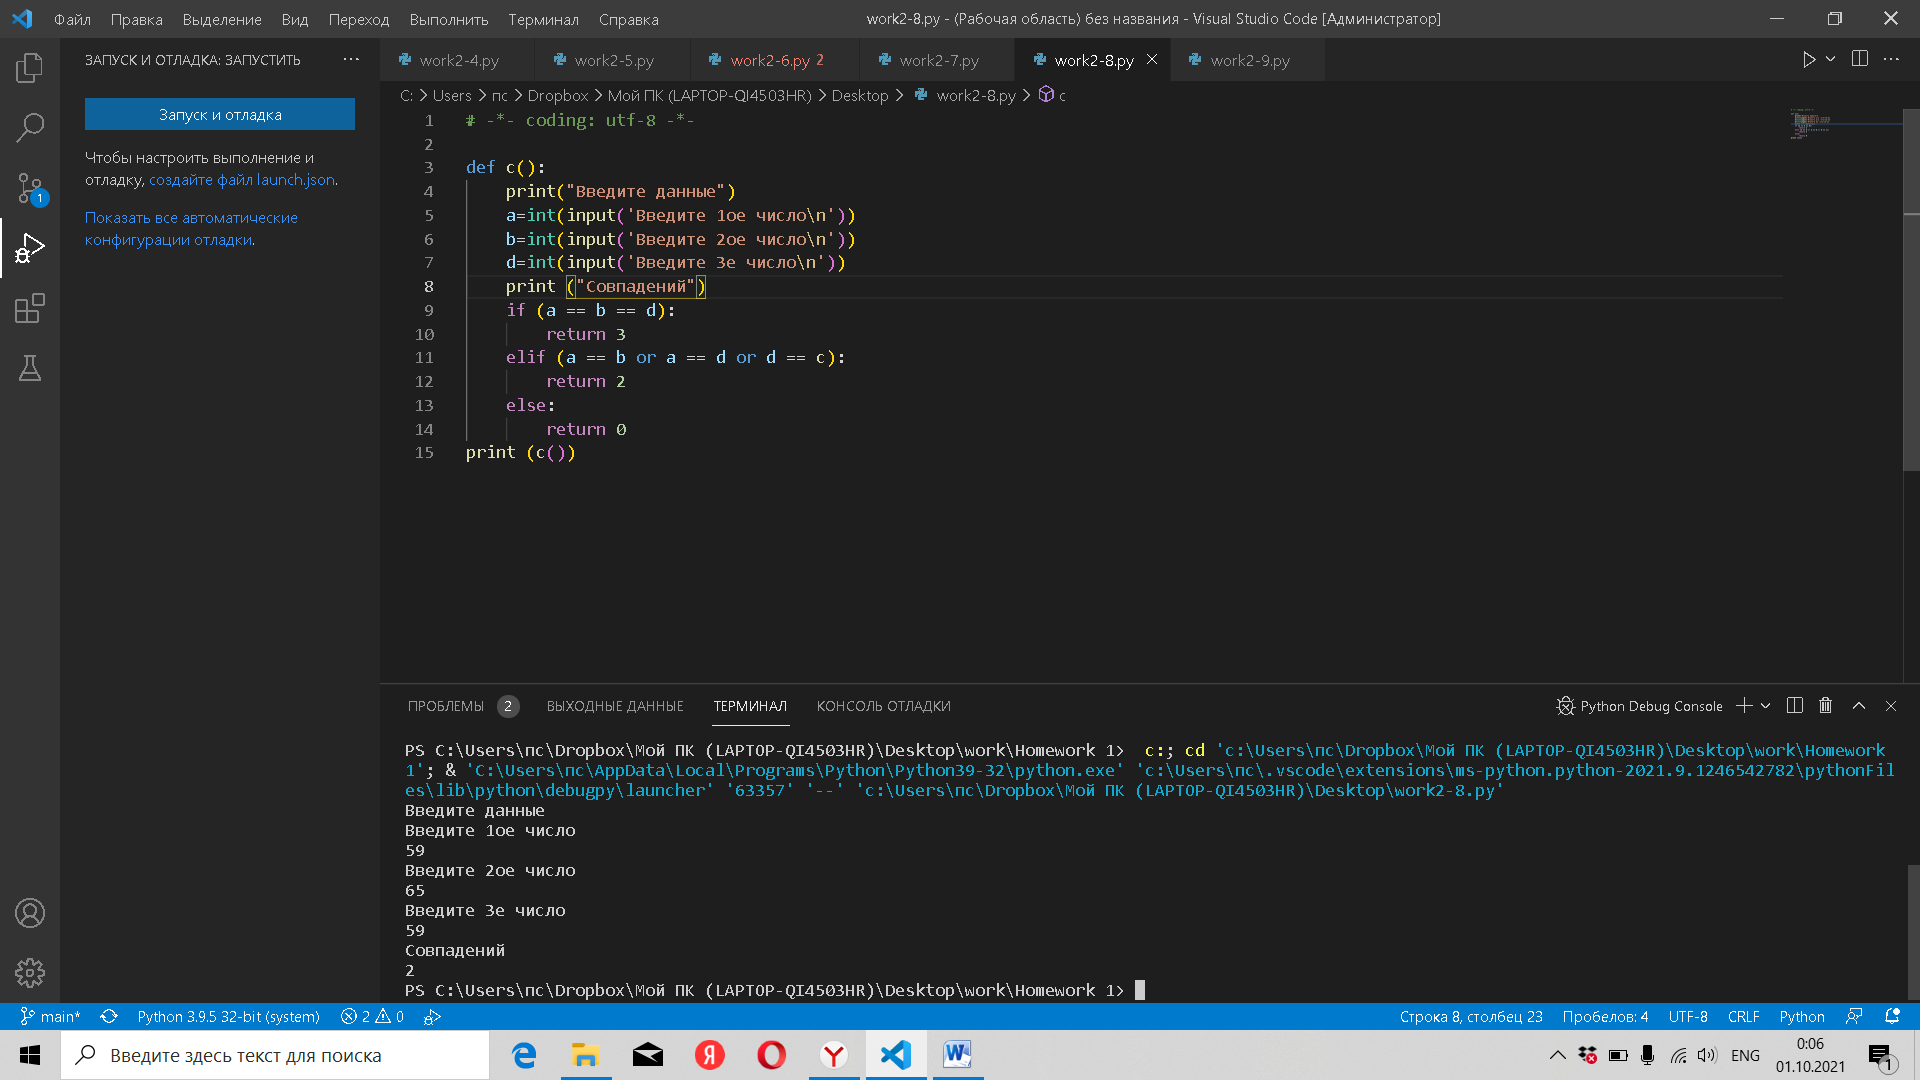 Файл Правка Выделение Вид Переход Выполнить Терминал Справка work2-8.py - (Рабочая область) без названия - Visual Studio Code [Администратор]
ЗАПУСК И ОТЛАДКА: ЗАПУСТИТЬ ...
Запуск и отладка
Чтобы настроить выполнение и
отладку, создайте файл launch.json.
Показать все автоматические
конфигурации отладки.
work2-4.py work2-5.py work2-6.py 2 work2-7.py work2-8.py work2-9.py
C: > Users > пс > Dropbox > Мой ПК (LAPTOP-QI4503HR) > Desktop > work2-8.py > c
1 # -*- coding: utf-8 -*-
2
3 def c():
4 print("Введите данные")
5 a=int(input('Введите 1ое число\n'))
6 b=int(input('Введите 2ое число\n'))
7 d=int(input('Введите 3е число\n'))
8 print ("Совпадений")
9 if (a == b == d):
10 return 3
11 elif (a == b or a == d or d == c):
12 return 2
13 else:
14 return 0
15 print (c())
ПРОБЛЕМЫ 2 ВЫХОДНЫЕ ДАННЫЕ ТЕРМИНАЛ КОНСОЛЬ ОТЛАДКИ Python Debug Console
PS C:\Users\пс\Dropbox\Мой ПК (LAPTOP-QI4503HR)\Desktop\work\Homework 1> c:; cd 'c:\Users\пс\Dropbox\Мой ПК (LAPTOP-QI4503HR)\Desktop\work\Homework
1'; & 'C:\Users\пс\AppData\Local\Programs\Python\Python39-32\python.exe' 'c:\Users\пс\.vscode\extensions\ms-python.python-2021.9.1246542782\pythonFil
es\lib\python\debugpy\launcher' '63357' '--' 'c:\Users\пс\Dropbox\Мой ПК (LAPTOP-QI4503HR)\Desktop\work2-8.py'
Введите данные
Введите 1ое число
59
Введите 2ое число
65
Введите 3е число
59
Совпадений
2
PS C:\Users\пс\Dropbox\Мой ПК (LAPTOP-QI4503HR)\Desktop\work\Homework 1>
1
main* Python 3.9.5 32-bit (system) 2 0 Строка 8, столбец 23 Пробелов: 4 UTF-8 CRLF Python
Введите здесь текст для поиска
ENG 0:06
01.10.2021
1